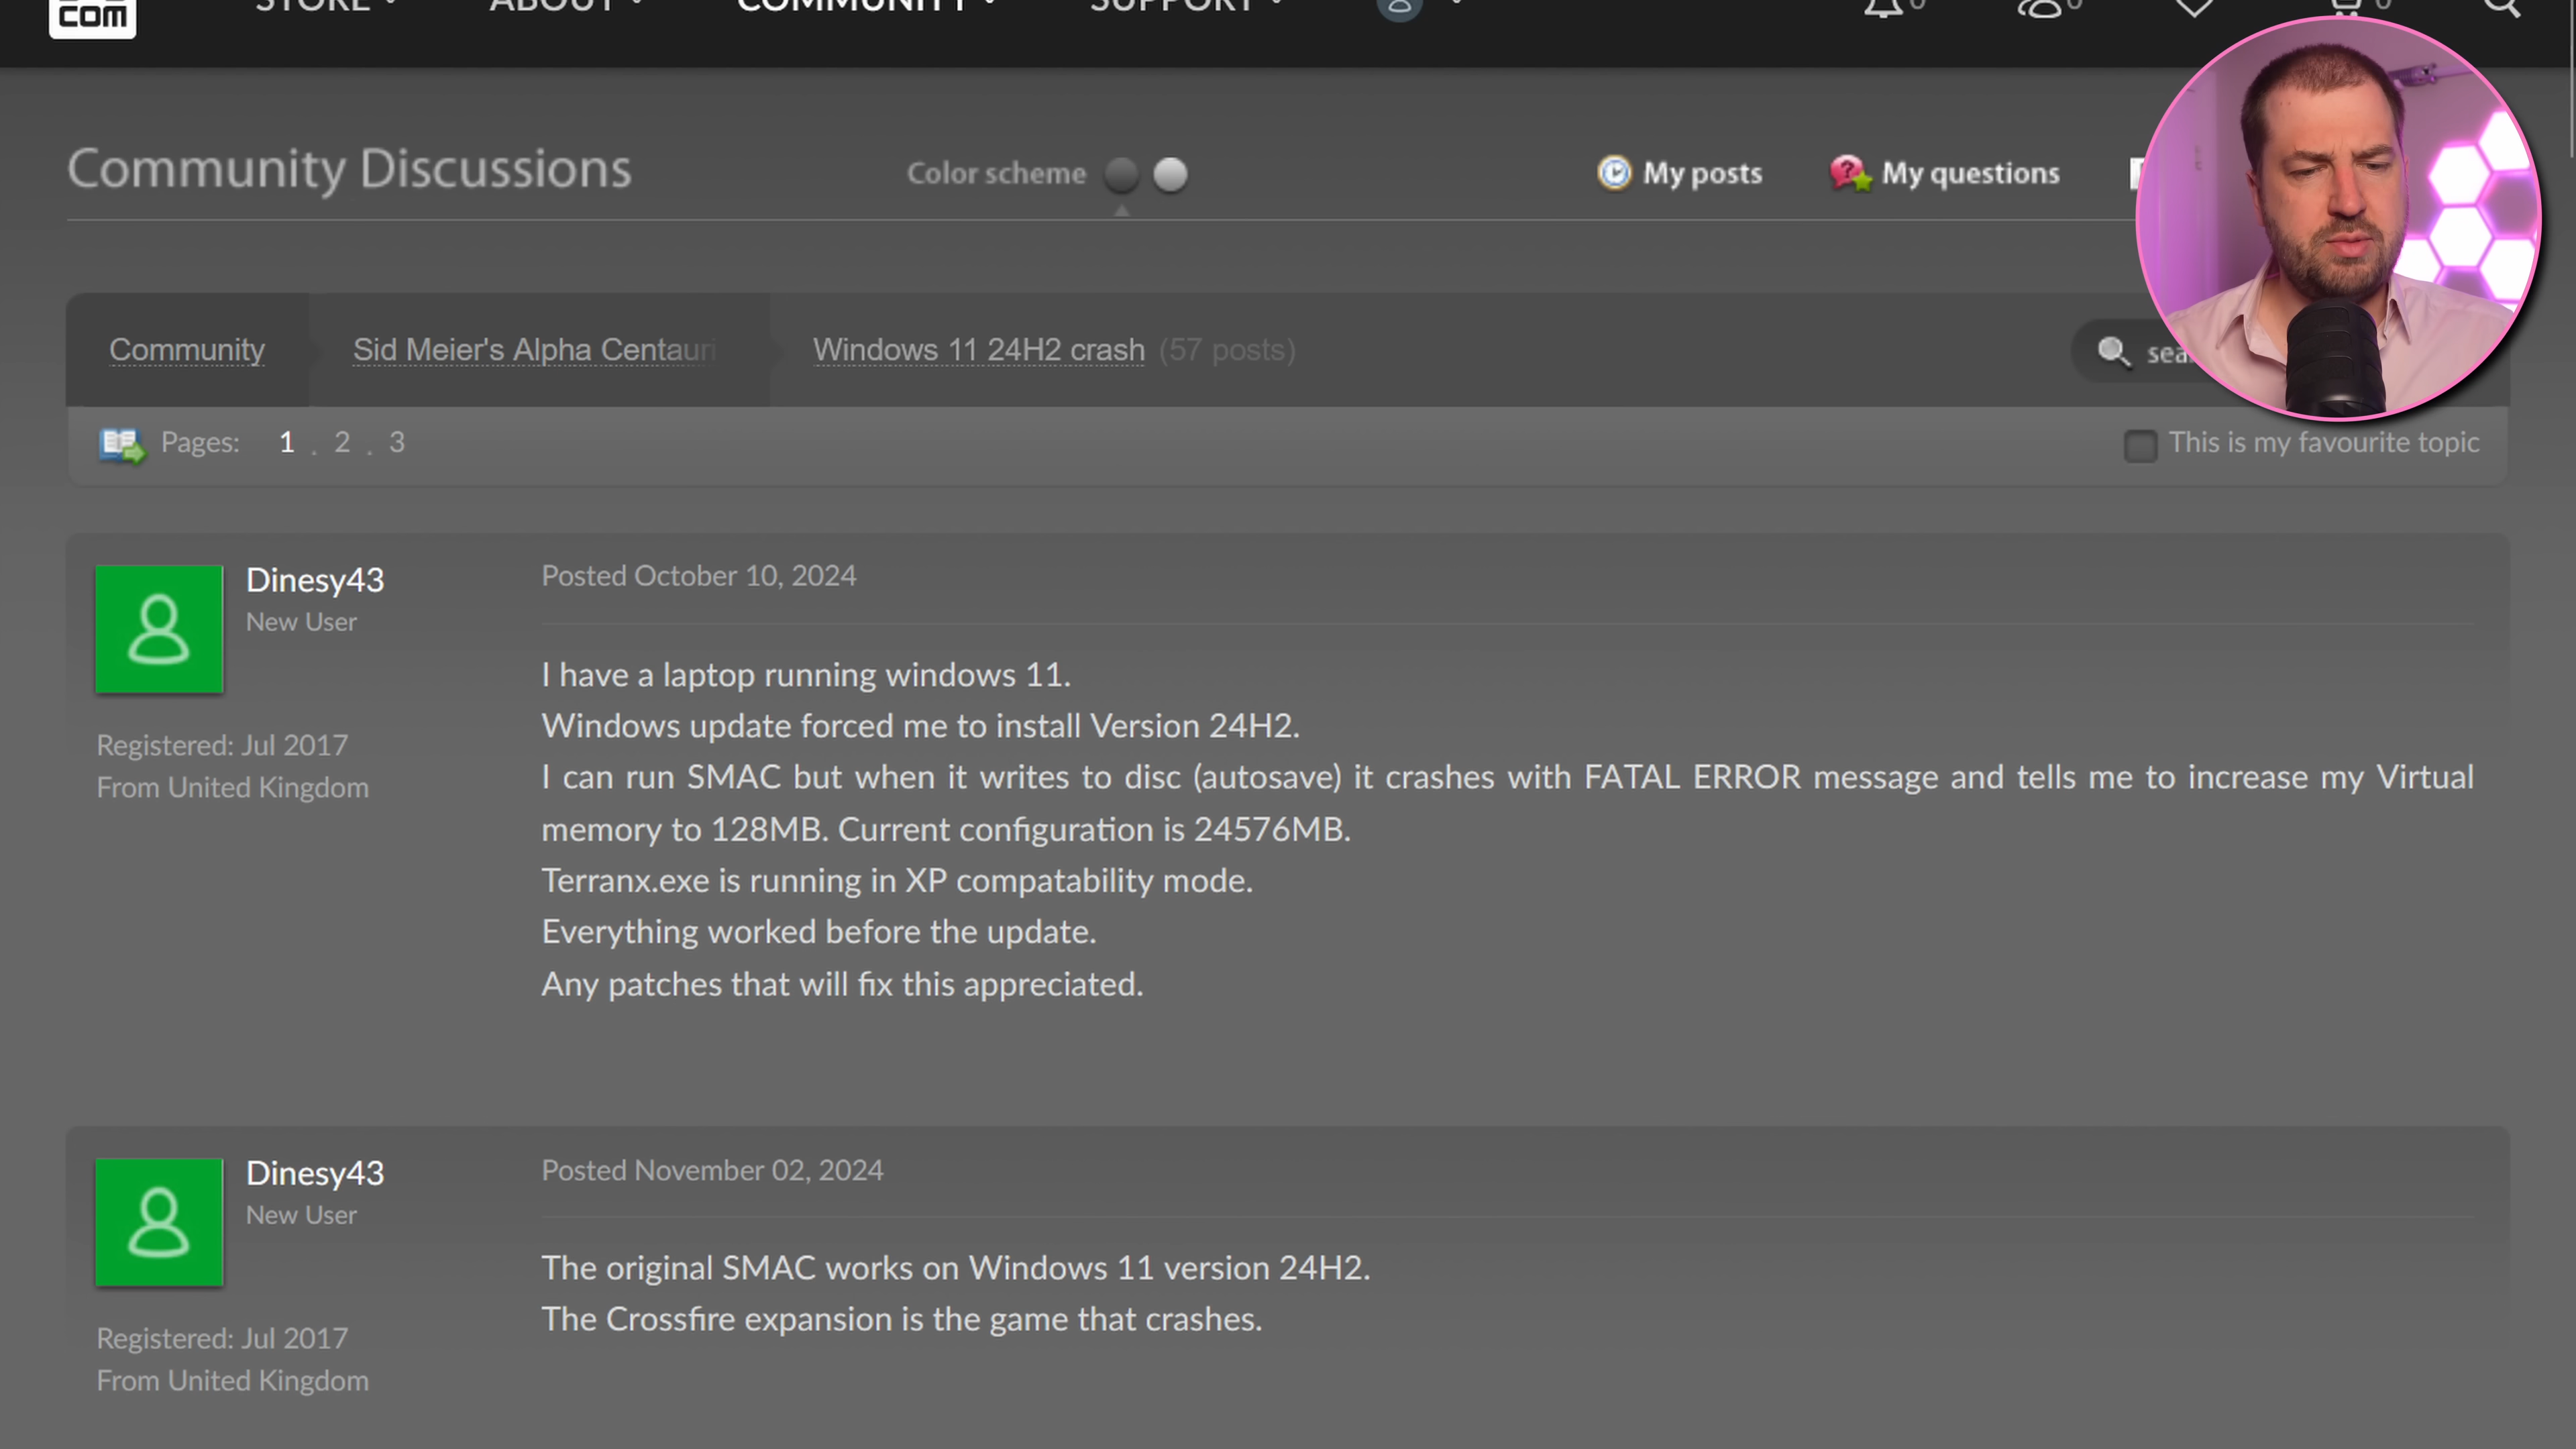 COM
STORE ABOUT COMMUNITY SUPPORT 0 0 0
Community Discussions
Color scheme
My posts
My questions
Community
Sid Meier's Alpha Centauri
Windows 11 24H2 crash (57 posts)
Pages: 1 . 2 . 3
This is my favourite topic
Dinesy43
New User
Registered: Jul 2017
From United Kingdom
Posted October 10, 2024
I have a laptop running windows 11.
Windows update forced me to install Version 24H2.
I can run SMAC but when it writes to disc (autosave) it crashes with FATAL ERROR message and tells me to increase my Virtual
memory to 128MB. Current configuration is 24576MB.
Terranx.exe is running in XP compatability mode.
Everything worked before the update.
Any patches that will fix this appreciated.
Dinesy43
New User
Registered: Jul 2017
From United Kingdom
Posted November 02, 2024
The original SMAC works on Windows 11 version 24H2.
The Crossfire expansion is the game that crashes.